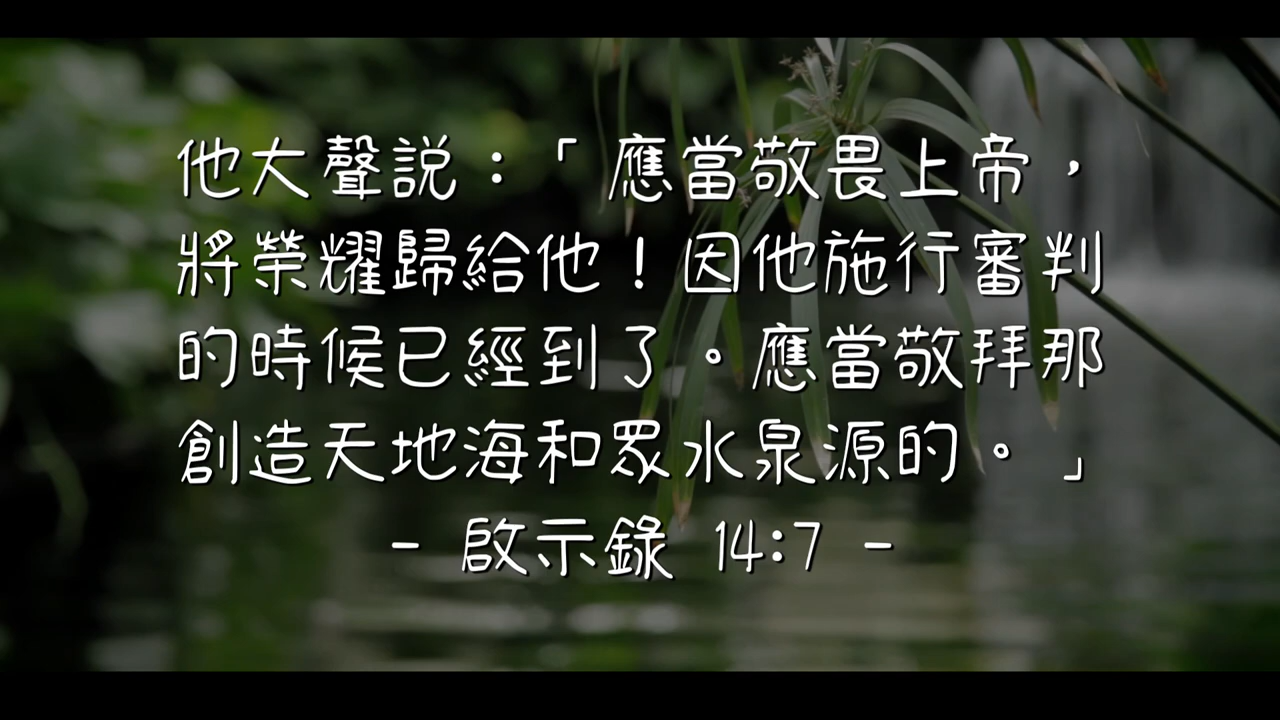 他大聲説：「應當敬畏上帝，
將榮耀歸給他！因他施行審判
的時候已經到了。應當敬拜那
創造天地海和眾水泉源的。」
- 啟示錄 14:7 -